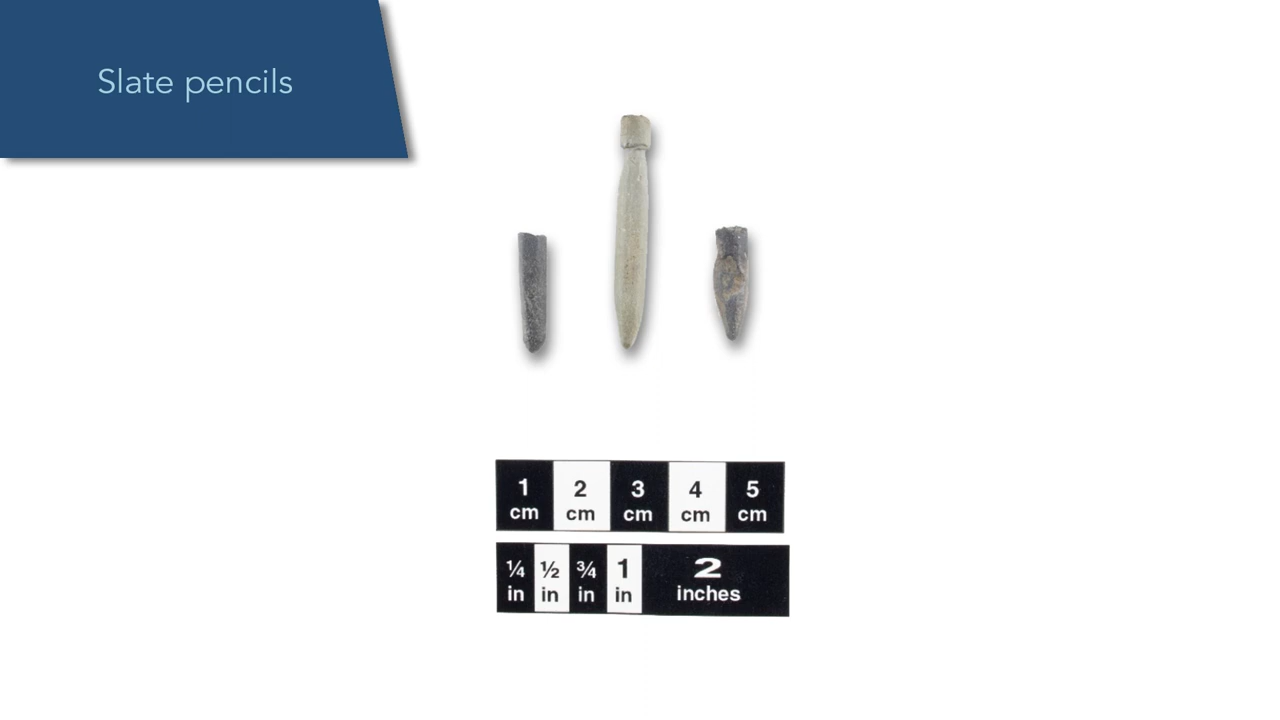 Slate pencils
1 2 3 4 5
cm cm cm cm cm
¼ ½ ¾ 1 2
in in in in inches